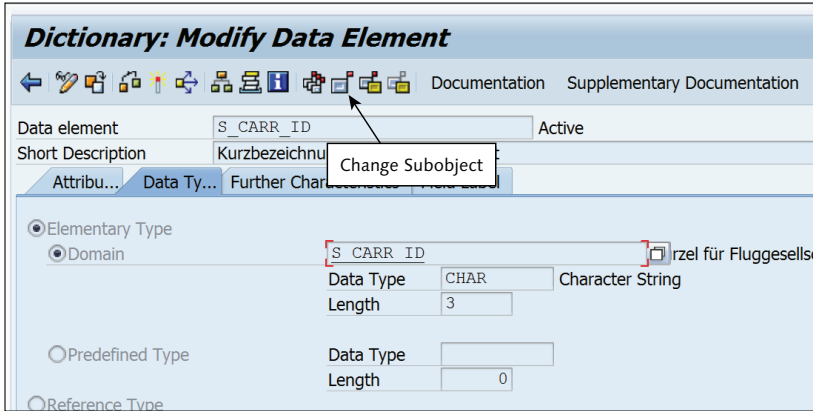 Dictionary: Modify Data Element
Documentation Supplementary Documentation
Data element S_CARR_ID Active
Short Description Kurzbezeichnu
Change Subobject
Attribu... Data Ty... Further Characteristics Field Label
Elementary Type
Domain S_CARR_ID rzel für Fluggesells
Data Type CHAR Character String
Length 3
Predefined Type Data Type
Length 0
Reference Type